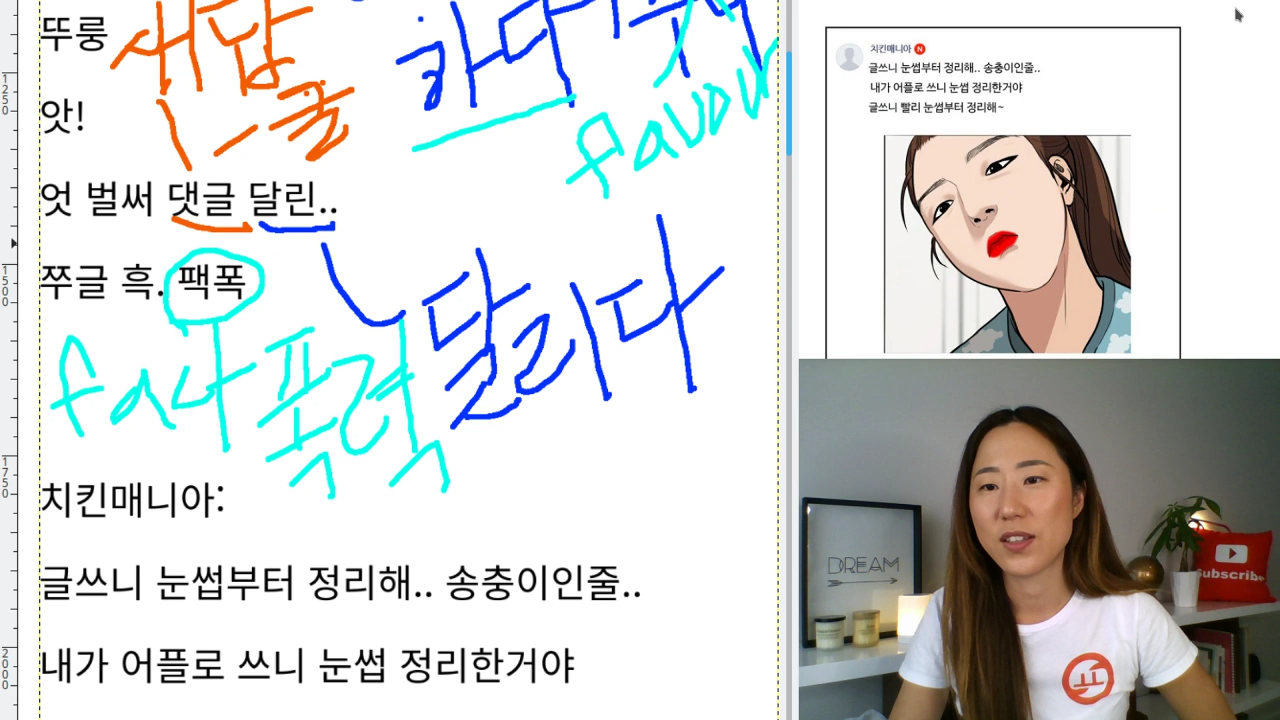 뚜룽
앗!
엇 벌써 댓글 달린..
쭈글 흑. 팩폭
flavour
달리다
폭력
치킨매니아:
글쓰니 눈썹부터 정리해.. 송충이인줄..
내가 어플로 쓰니 눈썹 정리한거야
치킨매니아 N
글쓰니 눈썹부터 정리해.. 송충이인줄..
내가 어플로 쓰니 눈썹 정리한거야
글쓰니 빨리 눈썹부터 정리해~
DREAM
Subscribe
1250
1500
1750
2000